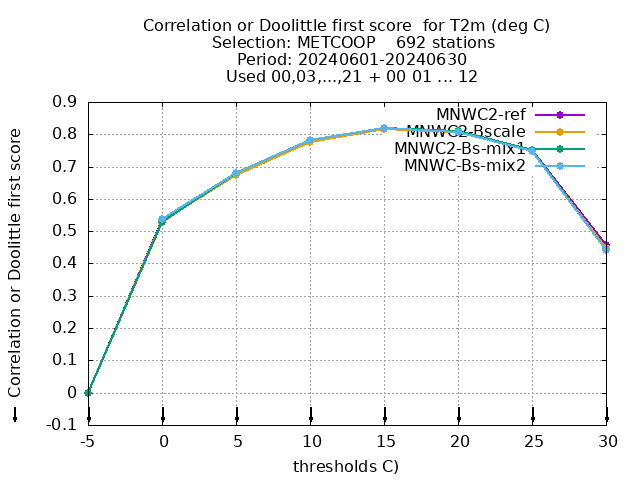 Correlation or Doolittle first score  for T2m (deg C)
Selection: METCOOP    692 stations
Period: 20240601-20240630
Used 00,03,...,21 + 00 01 ... 12
Correlation or Doolittle first score
0.9
0.8
0.7
0.6
0.5
0.4
0.3
0.2
0.1
0
-0.1
MNWC2-ref
MNWC2-Bscale
MNWC2-Bs-mix1
MNWC-Bs-mix2
-5
0
5
10
15
20
25
30
thresholds C)